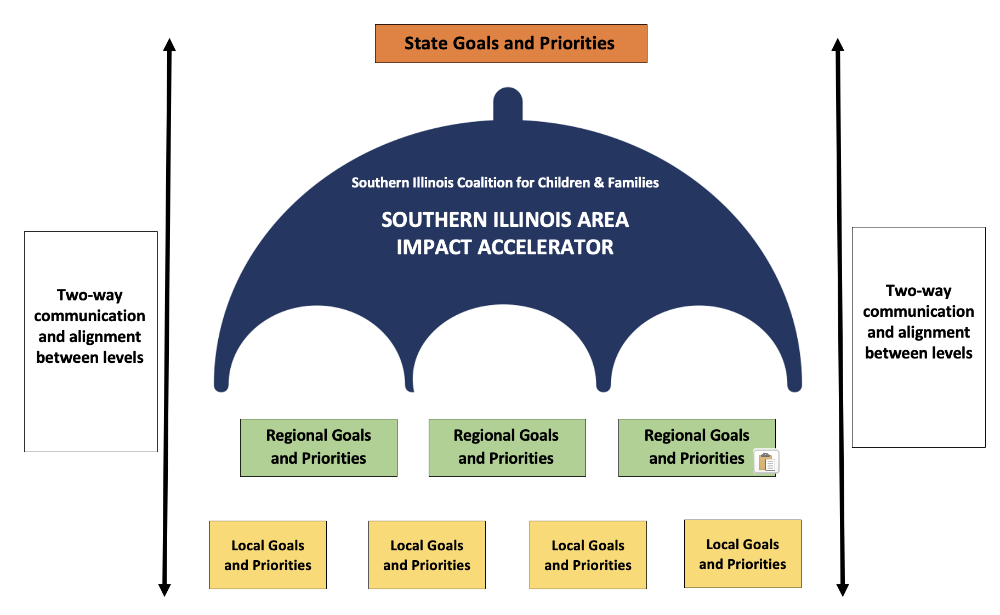 State Goals and Priorities
Southern Illinois Coalition for Children & Families
SOUTHERN ILLINOIS AREA
IMPACT ACCELERATOR
Two-way
communication
and alignment
between levels
Two-way
communication
and alignment
between levels
Regional Goals
and Priorities
Regional Goals
and Priorities
Regional Goals
and Priorities
Local Goals
and Priorities
Local Goals
and Priorities
Local Goals
and Priorities
Local Goals
and Priorities